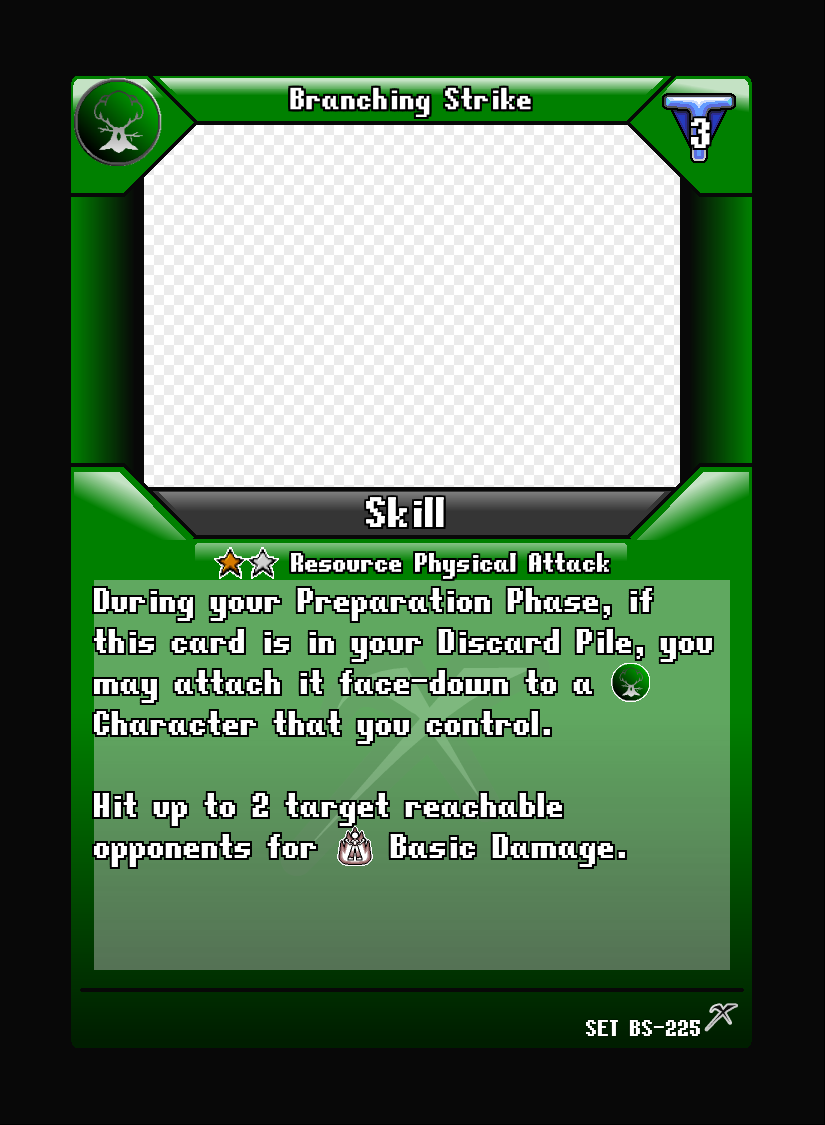 Branching Strike
3
Skill
Resource Physical Attack
During your Preparation Phase, if
this card is in your Discard Pile, you
may attach it face-down to a
Character that you control.
Hit up to 2 target reachable
opponents for Basic Damage.
SET BS-225